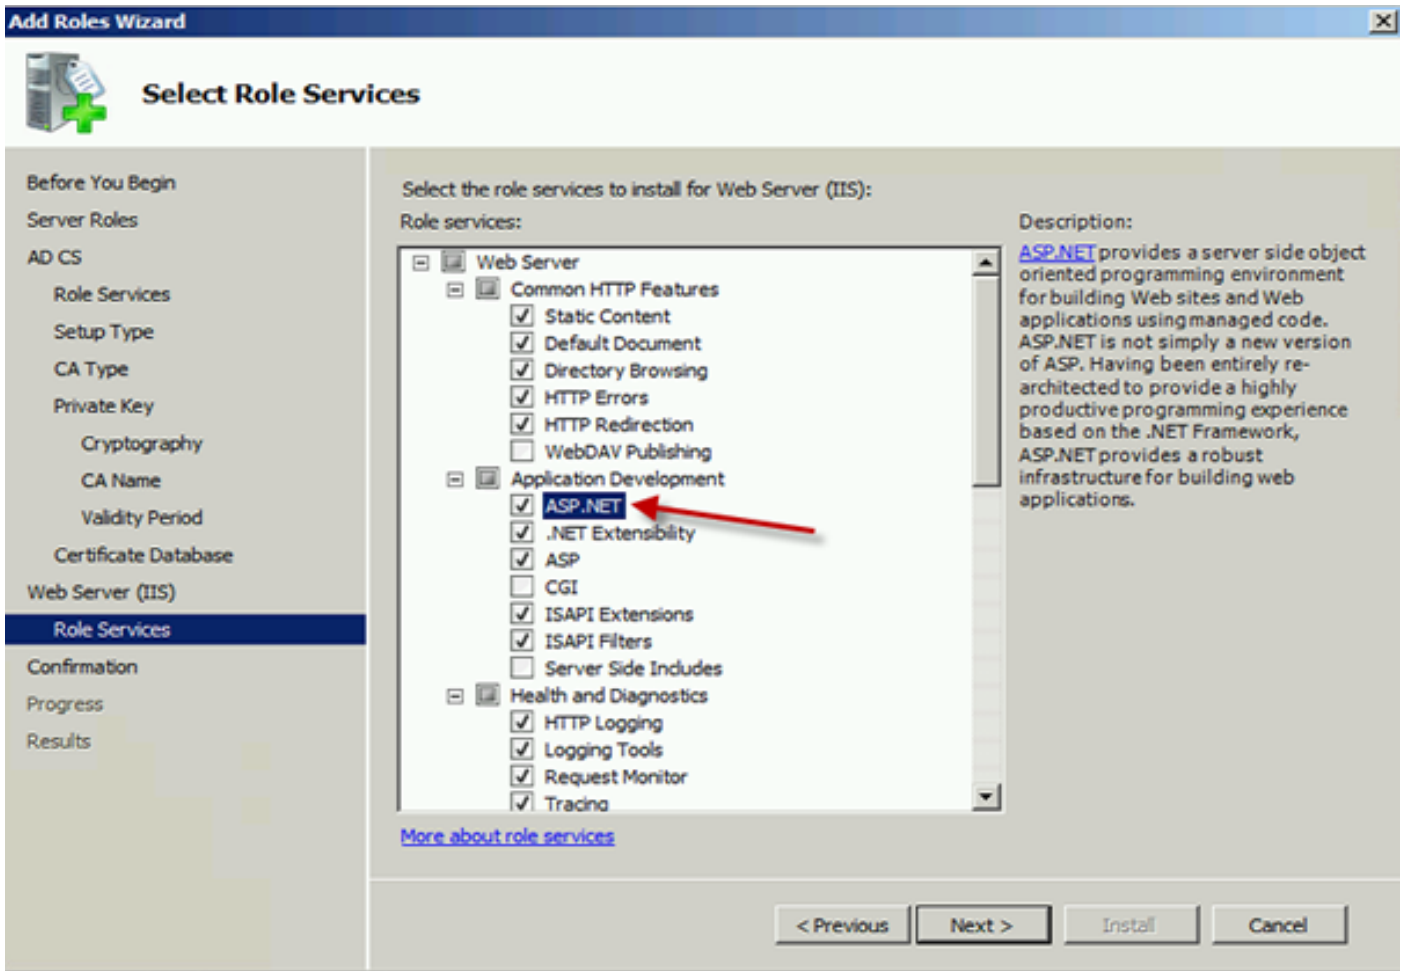 Add Roles Wizard
Select Role Services
Before You Begin
Server Roles
AD CS
Role Services
Setup Type
CA Type
Private Key
Cryptography
CA Name
Validity Period
Certificate Database
Web Server (IIS)
Role Services
Confirmation
Progress
Results
Select the role services to install for Web Server (IIS):
Role services:
Web Server
Common HTTP Features
Static Content
Default Document
Directory Browsing
HTTP Errors
HTTP Redirection
WebDAV Publishing
Application Development
ASP.NET
.NET Extensibility
ASP
CGI
ISAPI Extensions
ISAPI Filters
Server Side Includes
Health and Diagnostics
HTTP Logging
Logging Tools
Request Monitor
Tracing
More about role services
Description:
ASP.NET provides a server side object
oriented programming environment
for building Web sites and Web
applications using managed code.
ASP.NET is not simply a new version
of ASP. Having been entirely re-
architected to provide a highly
productive programming experience
based on the .NET Framework,
ASP.NET provides a robust
infrastructure for building web
applications.
< Previous
Next >
Install
Cancel